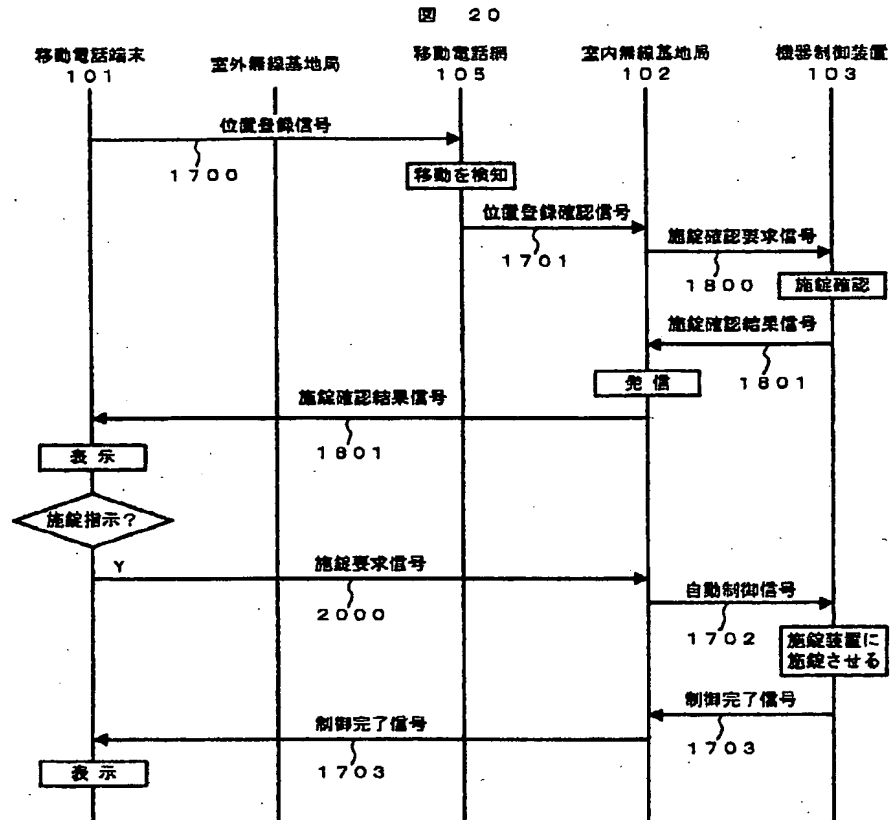 図 20
移動電話端末
101
室外無線基地局
移動電話網
105
室内無線基地局
102
機器制御装置
103
位置登録信号
1700
移動を検知
位置登録確認信号
1701
施錠確認要求信号
1800
施錠確認
施錠確認結果信号
1801
発信
施錠確認結果信号
1801
表示
施錠指示?
Y
施錠要求信号
2000
自動制御信号
1702
施錠装置に
施錠させる
制御完了信号
1703
制御完了信号
1703
表示